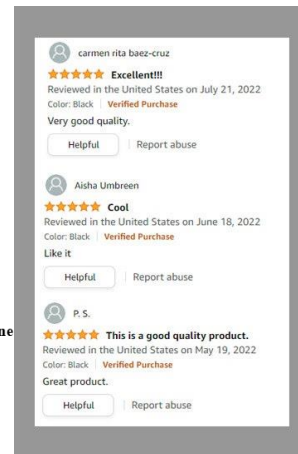 carmen rita baez-cruz
Excellent!!!
Reviewed in the United States on July 21, 2022
Color: Black | Verified Purchase
Very good quality.
Helpful | Report abuse
Aisha Umbreen
Cool
Reviewed in the United States on June 18, 2022
Color: Black | Verified Purchase
Like it
Helpful | Report abuse
P. S.
ne
This is a good quality product.
Reviewed in the United States on May 19, 2022
Color: Black | Verified Purchase
Great product.
Helpful | Report abuse